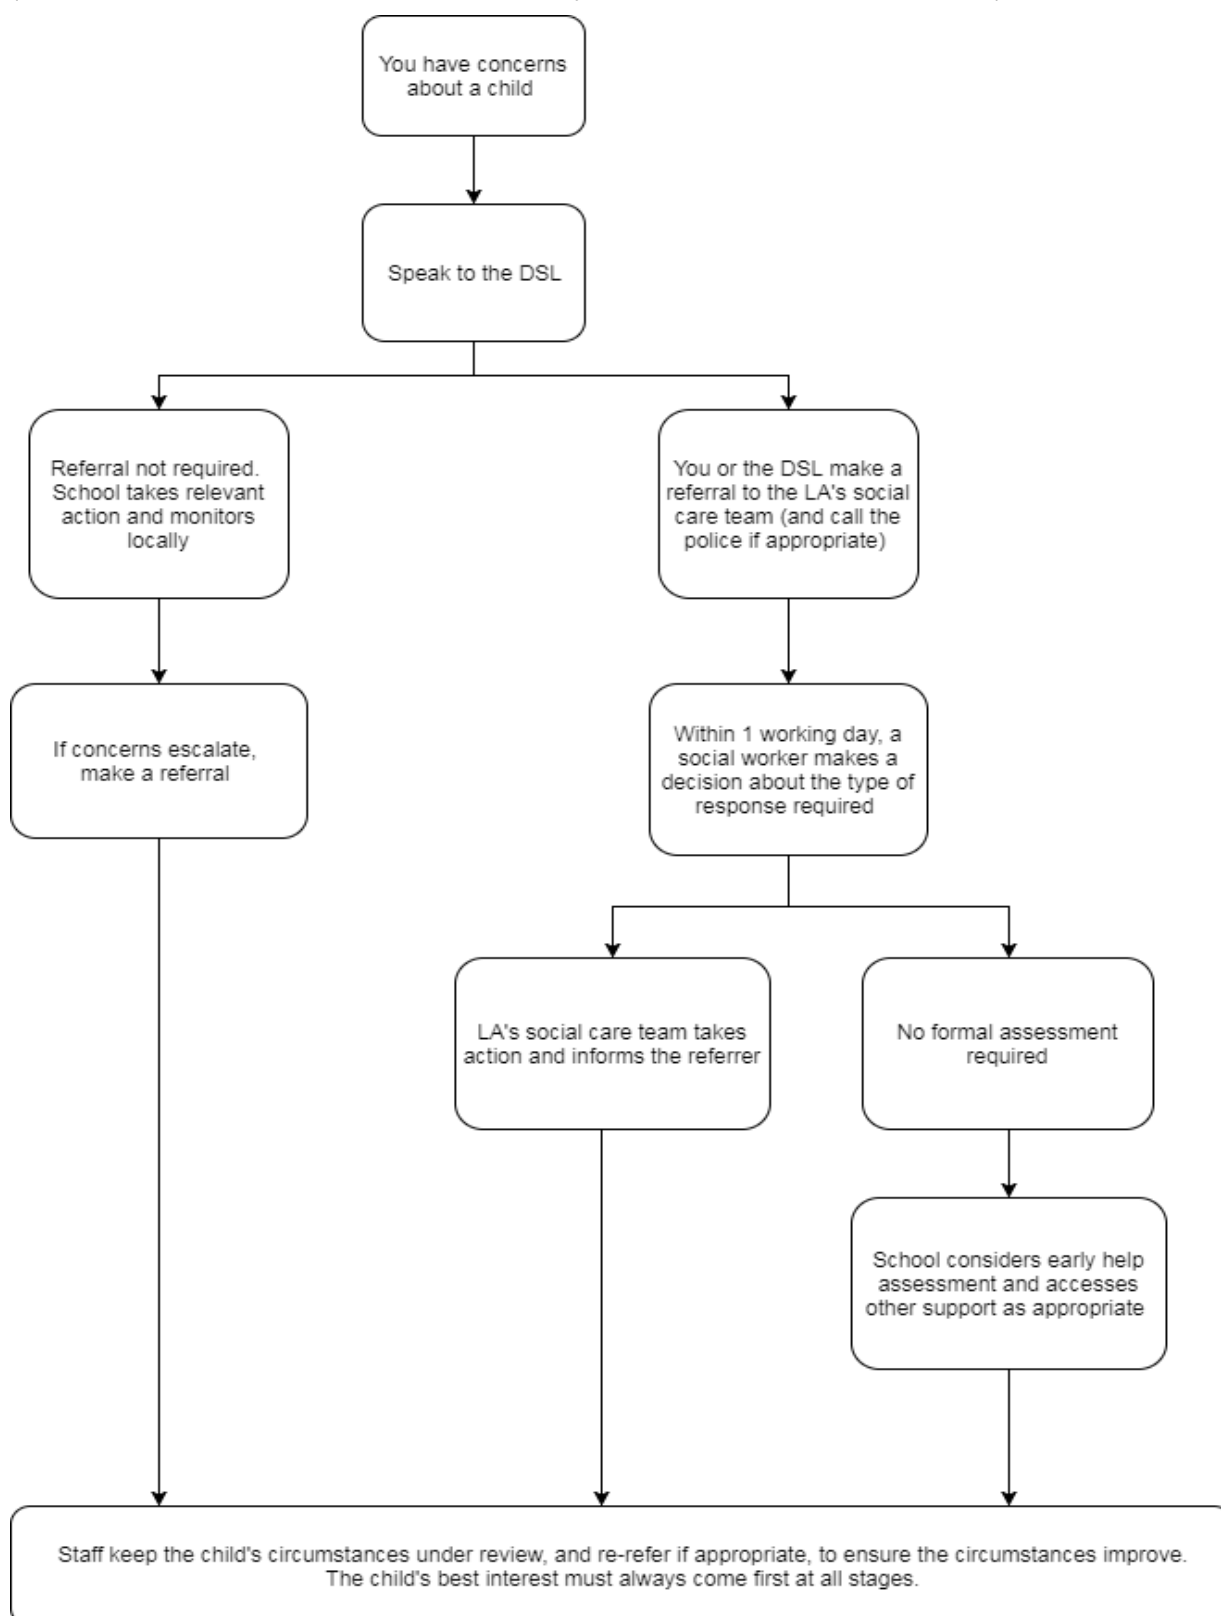 You have concerns
about a child
Speak to the DSL
Referral not required.
School takes relevant
action and monitors
locally
You or the DSL make a
referral to the LA's social
care team (and call the
police if appropriate)
If concerns escalate,
make a referral
Within 1 working day, a
social worker makes a
decision about the type of
response required
LA's social care team takes
action and informs the referrer
No formal assessment
required
School considers early help
assessment and accesses
other support as appropriate
Staff keep the child's circumstances under review, and re-refer if appropriate, to ensure the circumstances improve.
The child's best interest must always come first at all stages.